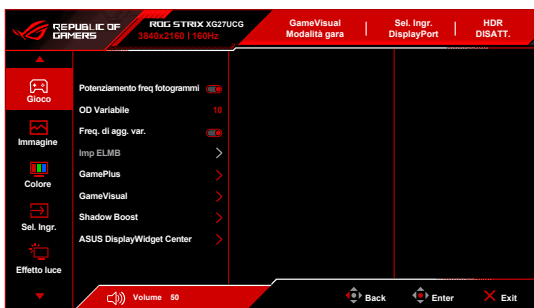 REPUBLIC OF GAMERS
ROG STRIX XG27UCG
3840x2160 | 160Hz
GameVisual
Modalità gara
Sel. Ingr.
DisplayPort
HDR
DISATT.
Gioco
Immagine
Colore
Sel. Ingr.
Effetto luce
Potenziamento freq fotogrammi
OD Variabile 10
Freq. di agg. var.
Imp ELMB
GamePlus
GameVisual
Shadow Boost
ASUS DisplayWidget Center
Volume 50
Back
Enter
Exit